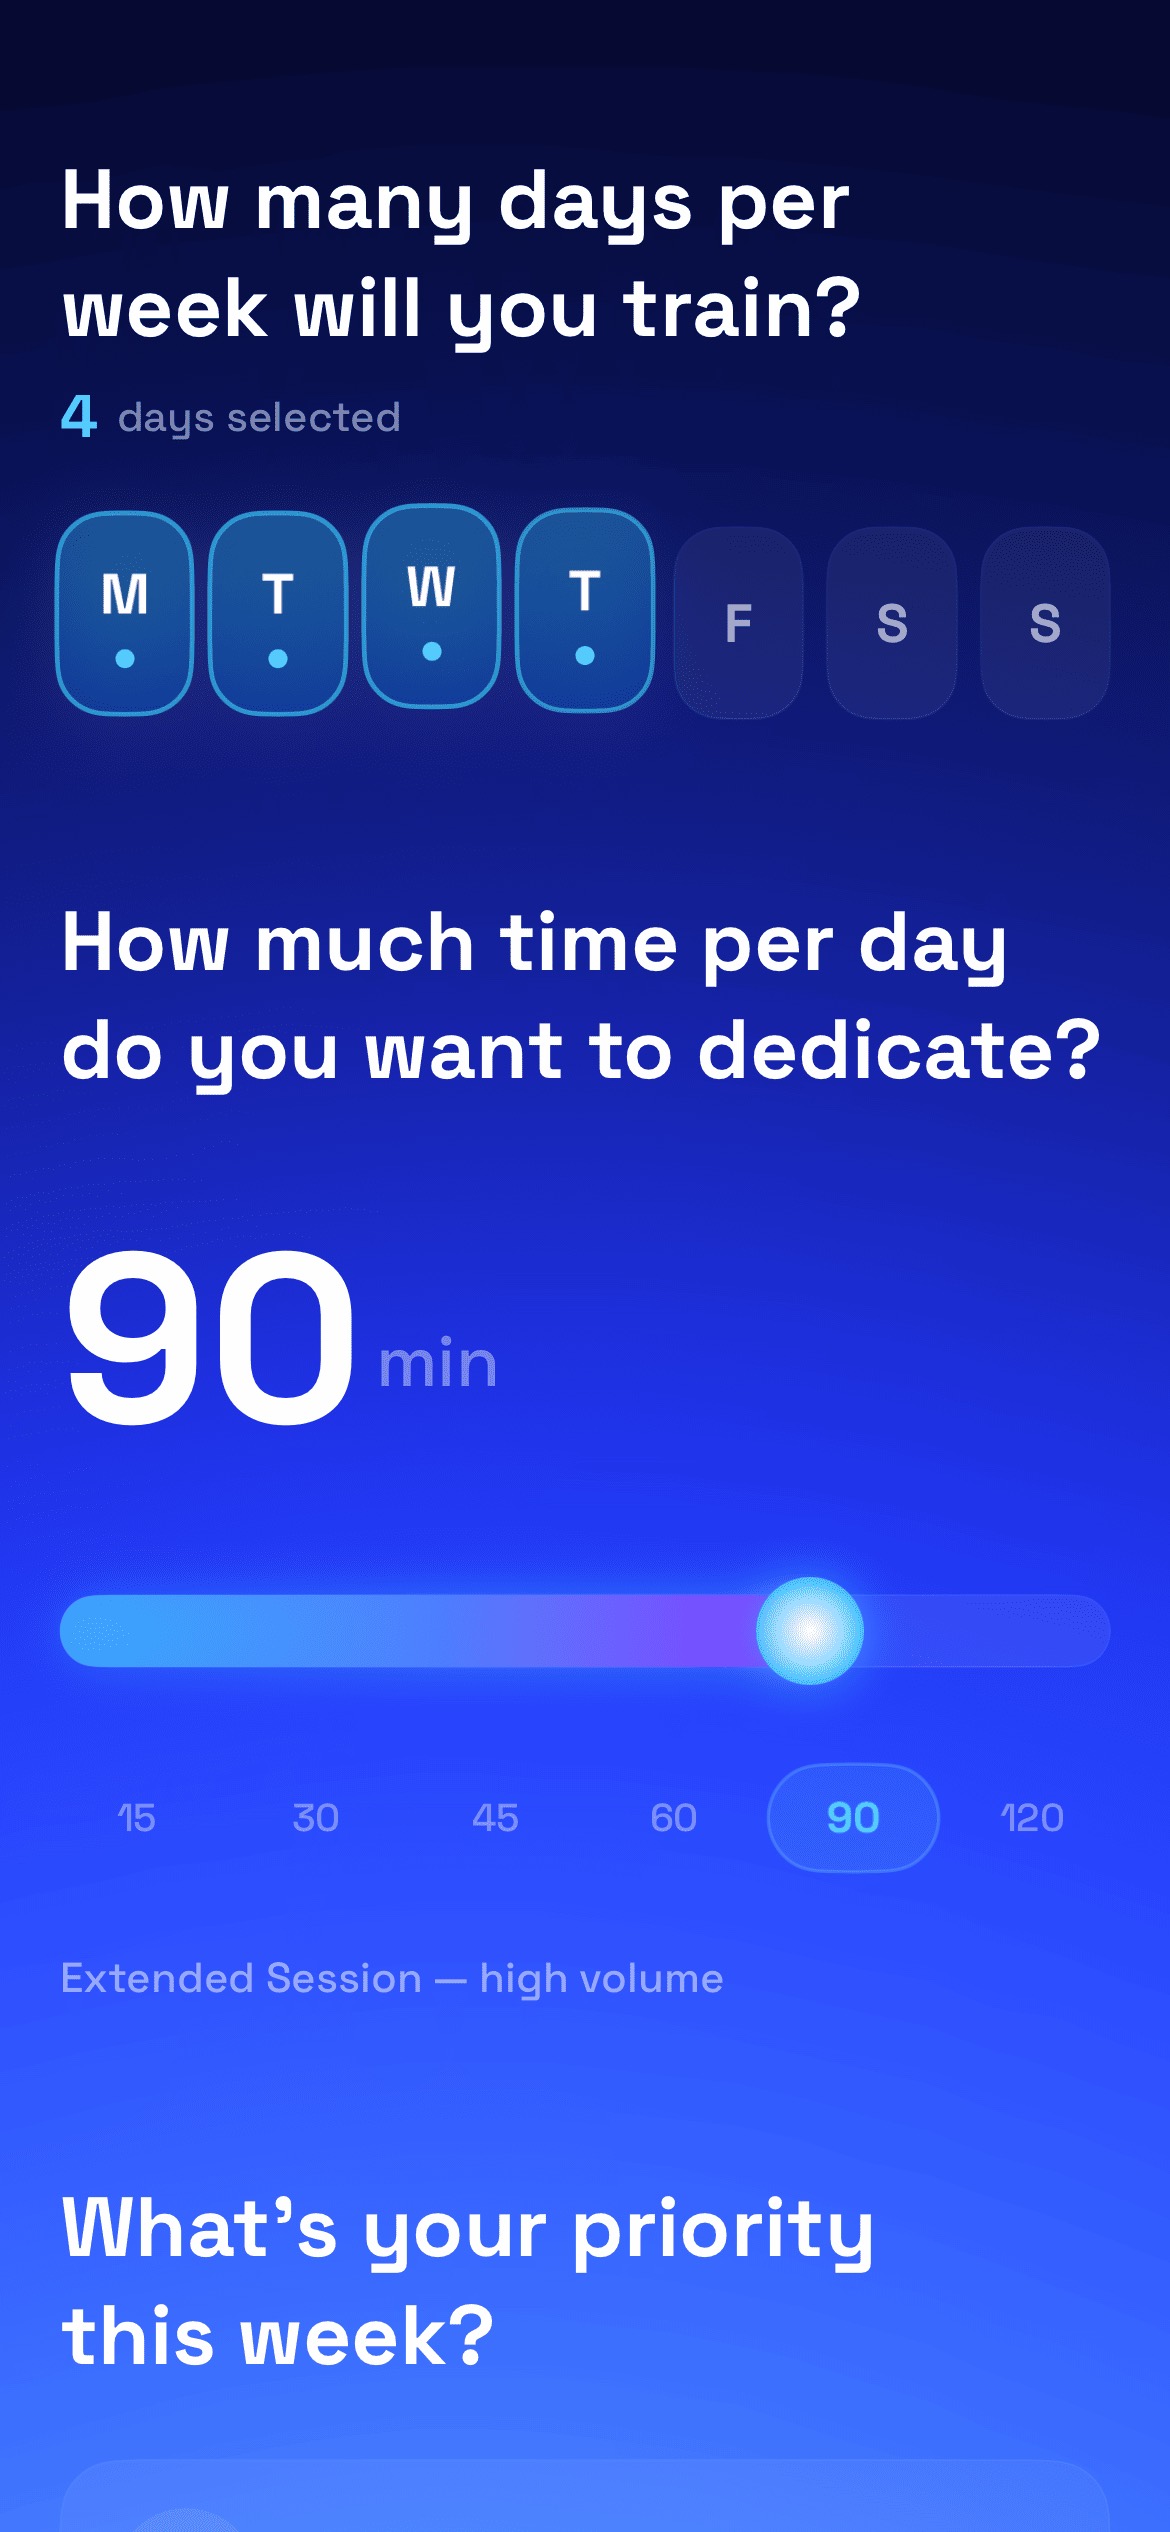 How many days per
week will you train?
4 days selected
M T W T F S S
How much time per day
do you want to dedicate?
90 min
15 30 45 60 90 120
Extended Session — high volume
What’s your priority
this week?